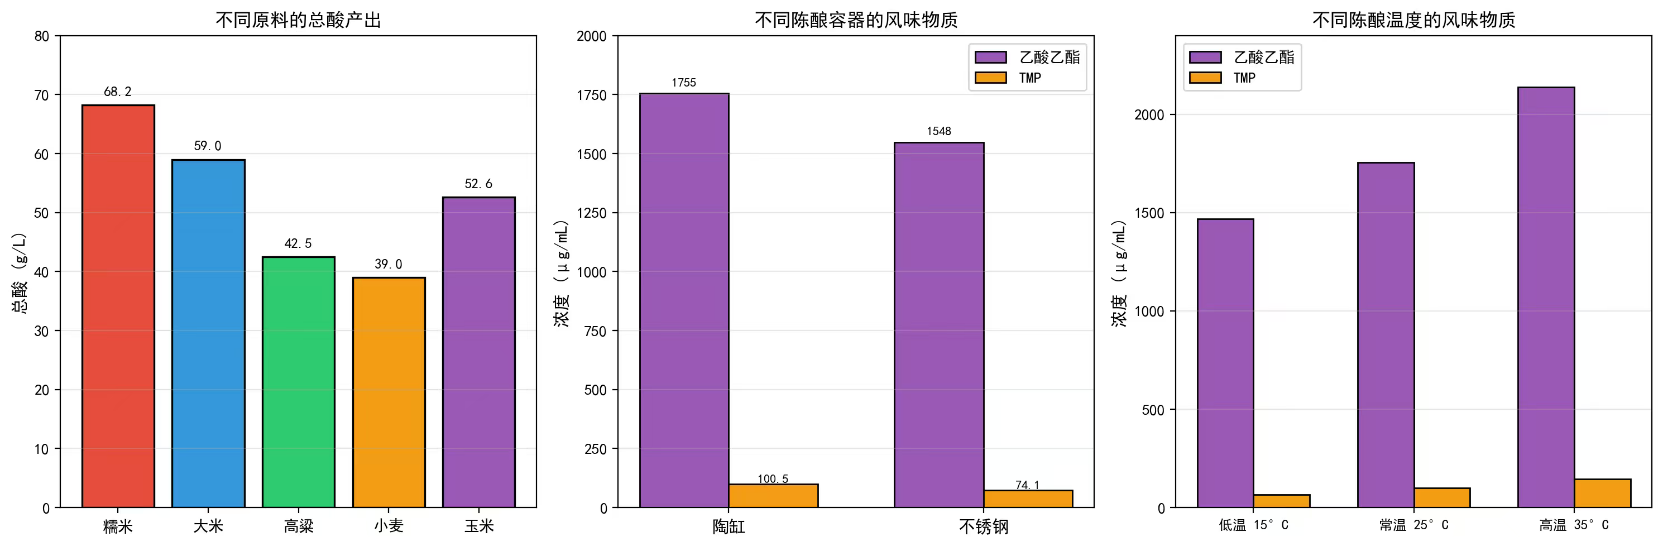 不同原料的总酸产出
总酸 (g/L)
80
70
60
50
40
30
20
10
0
68.2
59.0
42.5
39.0
52.6
糯米 大米 高粱 小麦 玉米
不同陈酿容器的风味物质
浓度 (μg/mL)
2000
1750
1500
1250
1000
750
500
250
0
乙酸乙酯
TMP
1755
1548
100.5
74.1
陶缸 不锈钢
不同陈酿温度的风味物质
浓度 (μg/mL)
2000
1500
1000
500
0
乙酸乙酯
TMP
低温 15°C 常温 25°C 高温 35°C